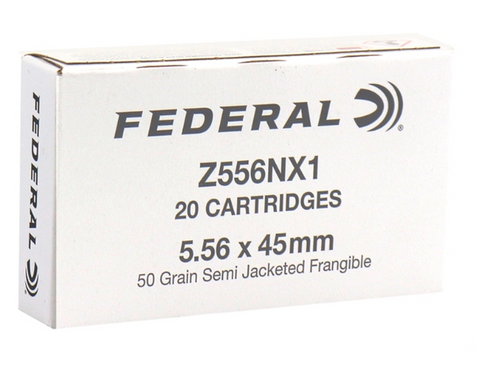 FEDERAL
FEDERAL®
Z556NX1
20 CARTRIDGES
5.56 x 45mm
50 Grain Semi Jacketed Frangible